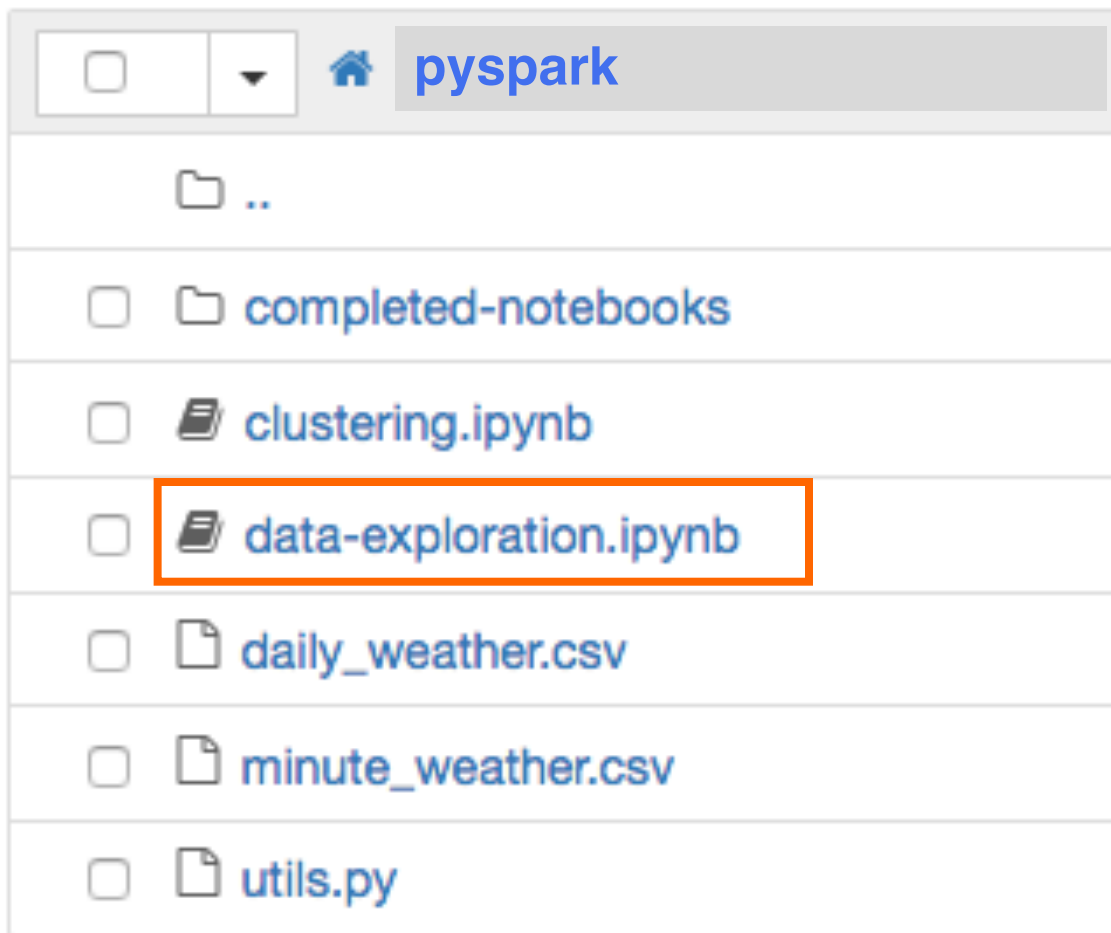 pyspark
..
completed-notebooks
clustering.ipynb
data-exploration.ipynb
daily_weather.csv
minute_weather.csv
utils.py